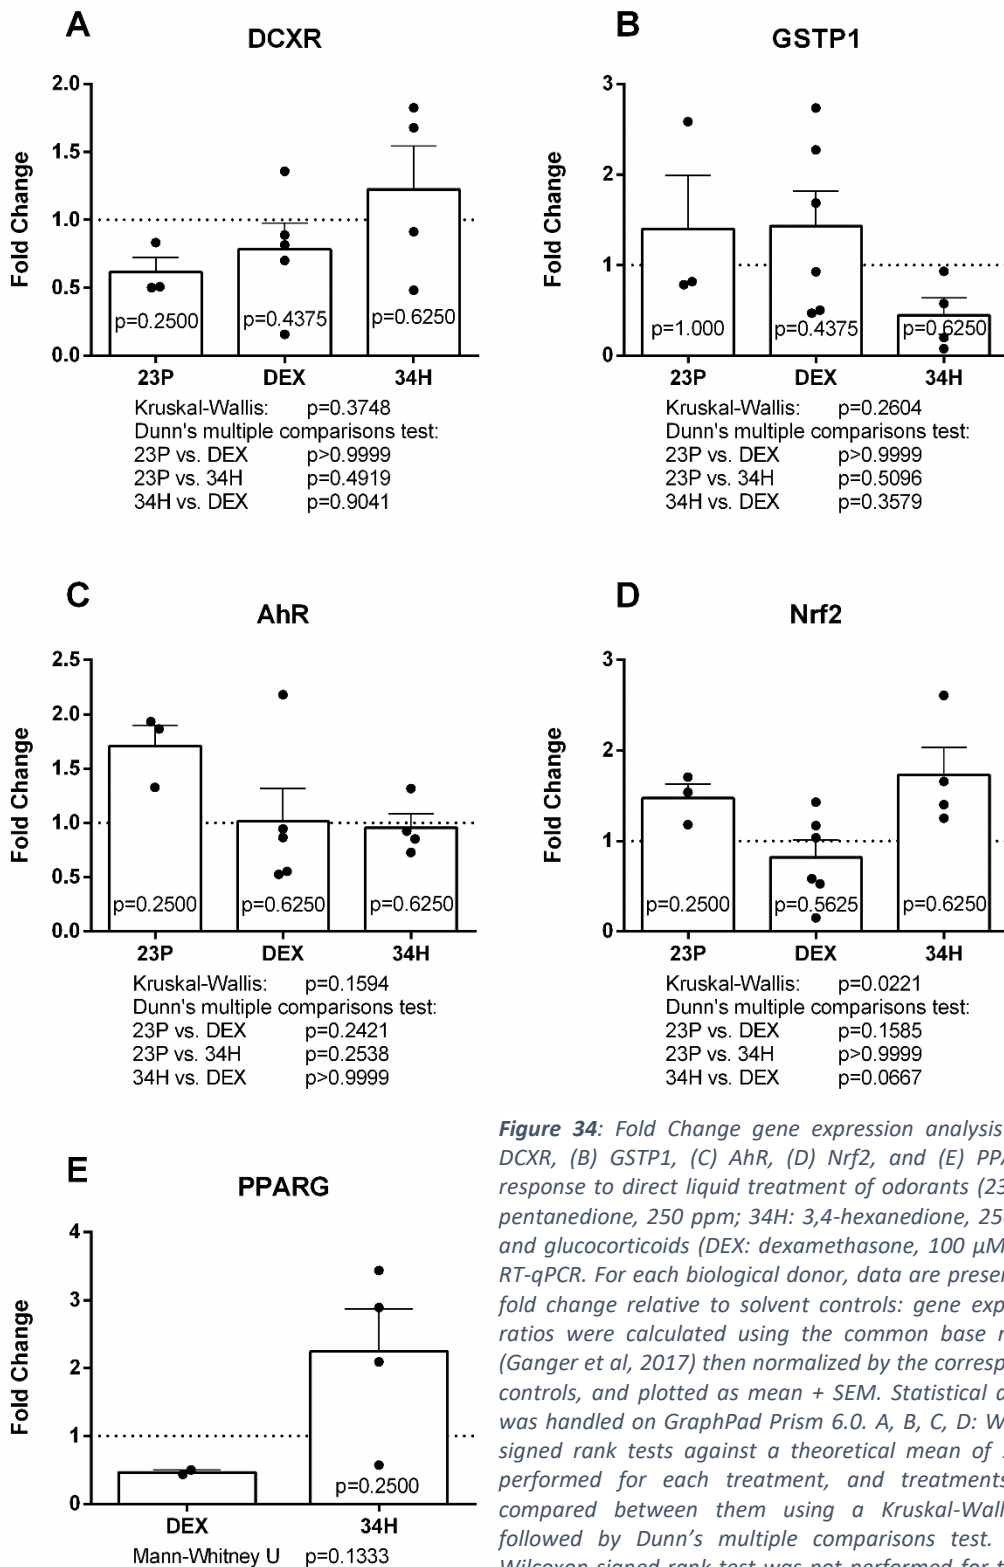 A
DCXR
Fold Change
2.0
1.5
1.0
0.5
0.0
p=0.2500 p=0.4375 p=0.6250
23P DEX 34H
Kruskal-Wallis: p=0.3748
Dunn's multiple comparisons test:
23P vs. DEX p>0.9999
23P vs. 34H p=0.4919
34H vs. DEX p=0.9041
B
GSTP1
Fold Change
3
2
1
0
p=1.000 p=0.4375 p=0.6250
23P DEX 34H
Kruskal-Wallis: p=0.2604
Dunn's multiple comparisons test:
23P vs. DEX p>0.9999
23P vs. 34H p=0.5096
34H vs. DEX p=0.3579
C
AhR
Fold Change
2.5
2.0
1.5
1.0
0.5
0.0
p=0.2500 p=0.6250 p=0.6250
23P DEX 34H
Kruskal-Wallis: p=0.1594
Dunn's multiple comparisons test:
23P vs. DEX p=0.2421
23P vs. 34H p=0.2538
34H vs. DEX p>0.9999
D
Nrf2
Fold Change
3
2
1
0
p=0.2500 p=0.5625 p=0.6250
23P DEX 34H
Kruskal-Wallis: p=0.0221
Dunn's multiple comparisons test:
23P vs. DEX p=0.1585
23P vs. 34H p>0.9999
34H vs. DEX p=0.0667
E
PPARG
Fold Change
4
3
2
1
0
p=0.2500
DEX 34H
Mann-Whitney U p=0.1333
Figure 34: Fold Change gene expression analysis
DCXR, (B) GSTP1, (C) AhR, (D) Nrf2, and (E)
response to direct liquid treatment of odorants
pentanedione, 250 ppm; 34H: 3,4-hexanedione,
and glucocorticoids (DEX: dexamethasone, 100 μM
RT-qPCR. For each biological donor, data are
fold change relative to solvent controls: gene
ratios were calculated using the common base
(Ganger et al, 2017) then normalized by the
controls, and plotted as mean + SEM. Statistical
was handled on GraphPad Prism 6.0. A, B, C, D:
signed rank tests against a theoretical mean of
performed for each treatment, and treatments
compared between them using a
followed by Dunn's multiple comparisons test.
Wilcoxon signed rank test was not performed for